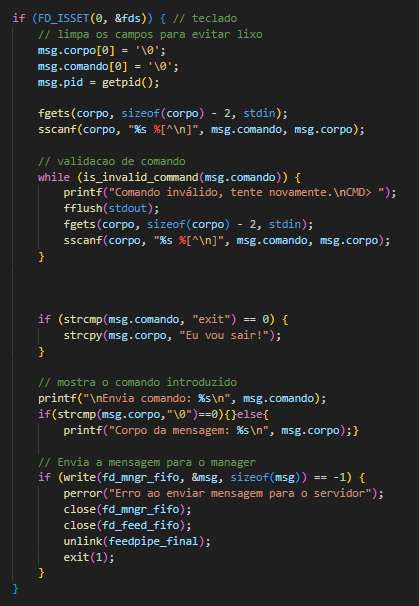 if (FD_ISSET(0, &fds)) { // teclado
// limpa os campos para evitar lixo
msg.corpo[0] = '\0';
msg.comando[0] = '\0';
msg.pid = getpid();
fgets(corpo, sizeof(corpo) - 2, stdin);
sscanf(corpo, "%s %[^\n]", msg.comando, msg.corpo);
// validacao de comando
while (is_invalid_command(msg.comando)) {
printf("Comando inválido, tente novamente.\nCMD> ");
fflush(stdout);
fgets(corpo, sizeof(corpo) - 2, stdin);
sscanf(corpo, "%s %[^\n]", msg.comando, msg.corpo);
}
if (strcmp(msg.comando, "exit") == 0) {
strcpy(msg.corpo, "Eu vou sair!");
}
// mostra o comando introduzido
printf("\nEnvia comando: %s\n", msg.comando);
if(strcmp(msg.corpo,"\0")==0){}else{
printf("Corpo da mensagem: %s\n", msg.corpo);}
// Envia a mensagem para o manager
if (write(fd_mngr_fifo, &msg, sizeof(msg)) == -1) {
perror("Erro ao enviar mensagem para o servidor");
close(fd_mngr_fifo);
close(fd_feed_fifo);
unlink(feedpipe_final);
exit(1);
}
}